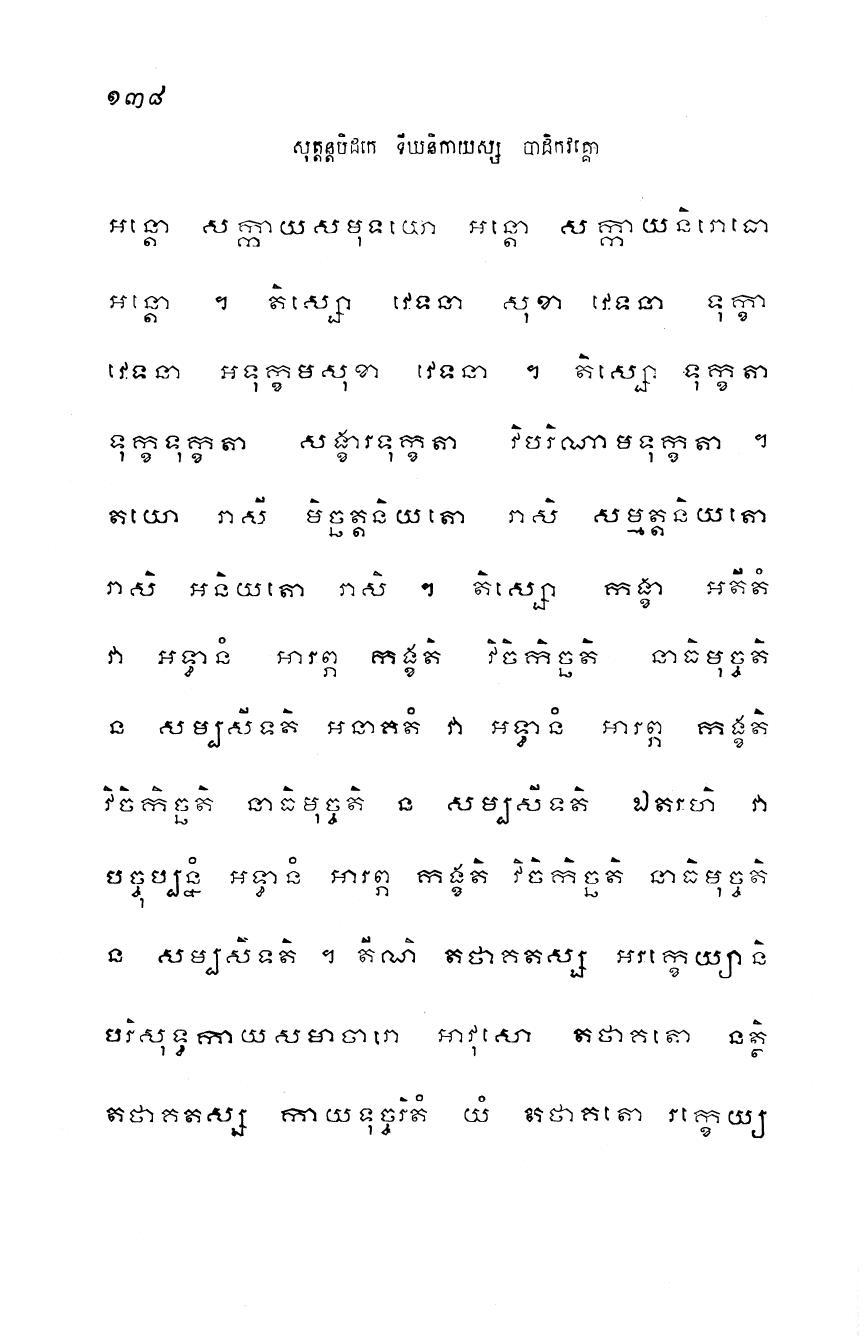 ១៣៨
សុត្តន្តបិដកេ ទីឃនិកាយស្ស បាដិកវគ្គោ
អន្តោ សក្កាយសមុទយោ អន្តោ សក្កាយនិរោធោ
អន្តោ ។ តិស្សោ វេទនា សុខា វេទនា ទុក្ខា
វេទនា អទុក្ខមសុខា វេទនា ។ តិស្សោ ទុក្ខតា
ទុក្ខទុក្ខតា សង្ខារទុក្ខតា វិបរិណាមទុក្ខតា ។
តយោ រាសី មិច្ឆត្តនិយតោ រាសិ សម្មត្តនិយតោ
រាសិ អនិយតោ រាសិ ។ តិស្សោ កង្ខា អតីតំ
វា អទ្ធានំ អារព្ភ កង្ខតិ វិចិកិច្ឆតិ នាធិមុច្ចតិ
ន សម្បសីទតិ អនាគតំ វា អទ្ធានំ អារព្ភ កង្ខតិ
វិចិកិច្ឆតិ នាធិមុច្ចតិ ន សម្បសីទតិ ឯតរហិ វា
បច្ចុប្បន្នំ អទ្ធានំ អារព្ភ កង្ខតិ វិចិកិច្ឆតិ នាធិមុច្ចតិ
ន សម្បសីទតិ ។ តីណិ តថាគតស្ស អរក្ខេយ្យានិ
បរិសុទ្ធកាយសមាចារោ អាវុសោ តថាគតោ នត្ថិ
តថាគតស្ស កាយទុច្ចរិតំ យំ តថាគតោ រក្ខេយ្យ